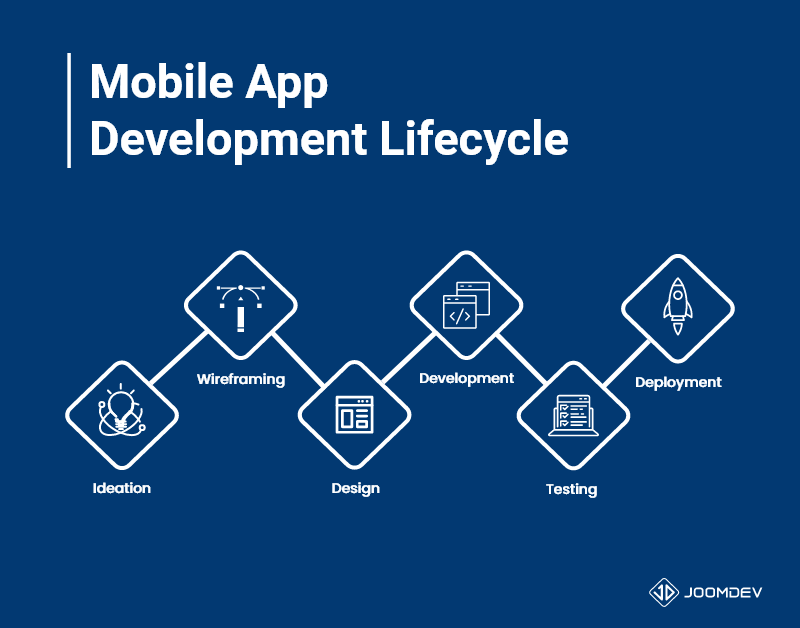 Mobile App
Development Lifecycle
Ideation
Wireframing
Design
Development
Testing
Deployment
JOOMDEV